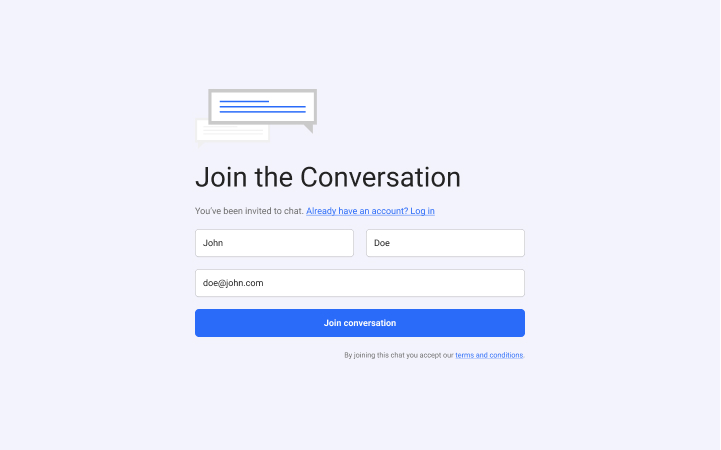 Join the Conversation
You've been invited to chat. Already have an account? Log in
John Doe
doe@john.com
Join conversation
By joining this chat you accept our terms and conditions.